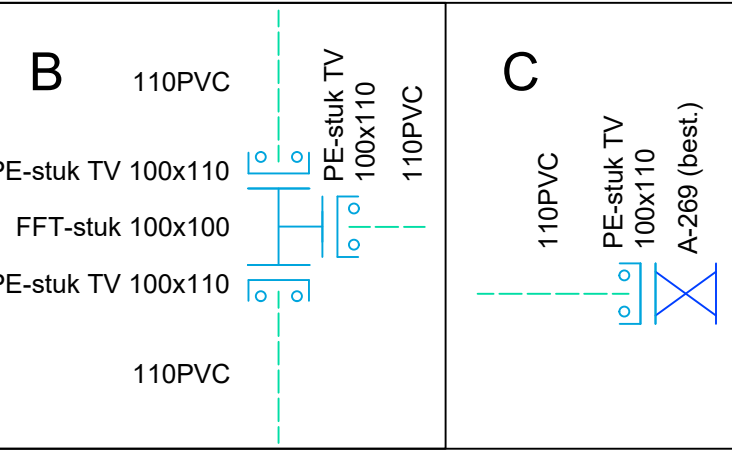 B
110PVC
PE-stuk TV 100x110
FFT-stuk 100x100
PE-stuk TV 100x110
110PVC
PE-stuk TV
100x110
110PVC
C
110PVC
PE-stuk TV
100x110
A-269 (best.)